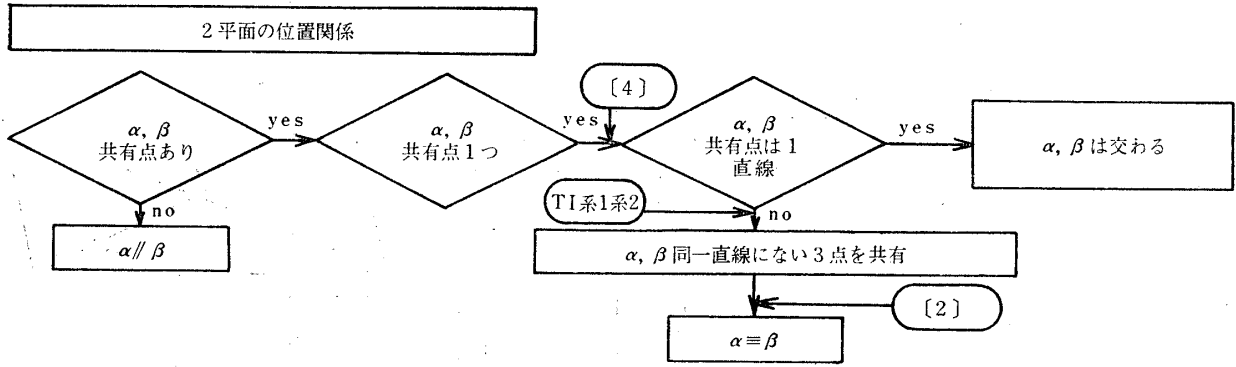 2平面の位置関係
α, β
共有点あり
yes
α, β
共有点1つ
yes
〔4〕
α, β
共有点は1
直線
yes
α, βは交わる
no
α∥β
TI系1系2
no
α, β同一直線にない3点を共有
〔2〕
α≡β